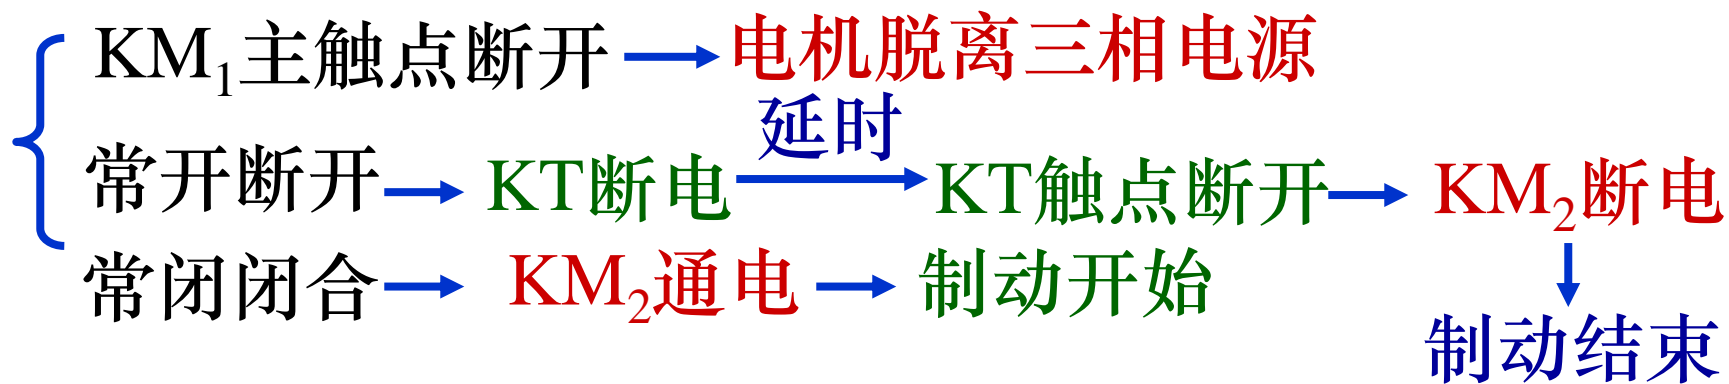 KM₁主触点断开 → 电机脱离三相电源
延时
常开断开 → KT断电 → KT触点断开 → KM₂断电
常闭闭合 → KM₂通电 → 制动开始
制动结束